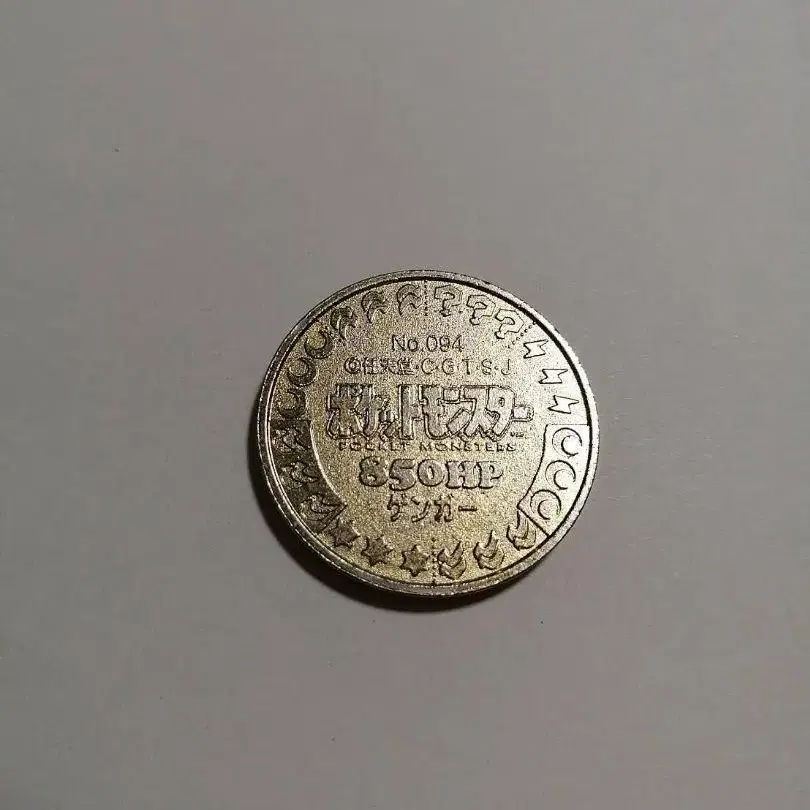 No.094
©任天堂・C・G・T・S・J
ポケットモンスター
POCKET MONSTERS
850HP
ゲンガー